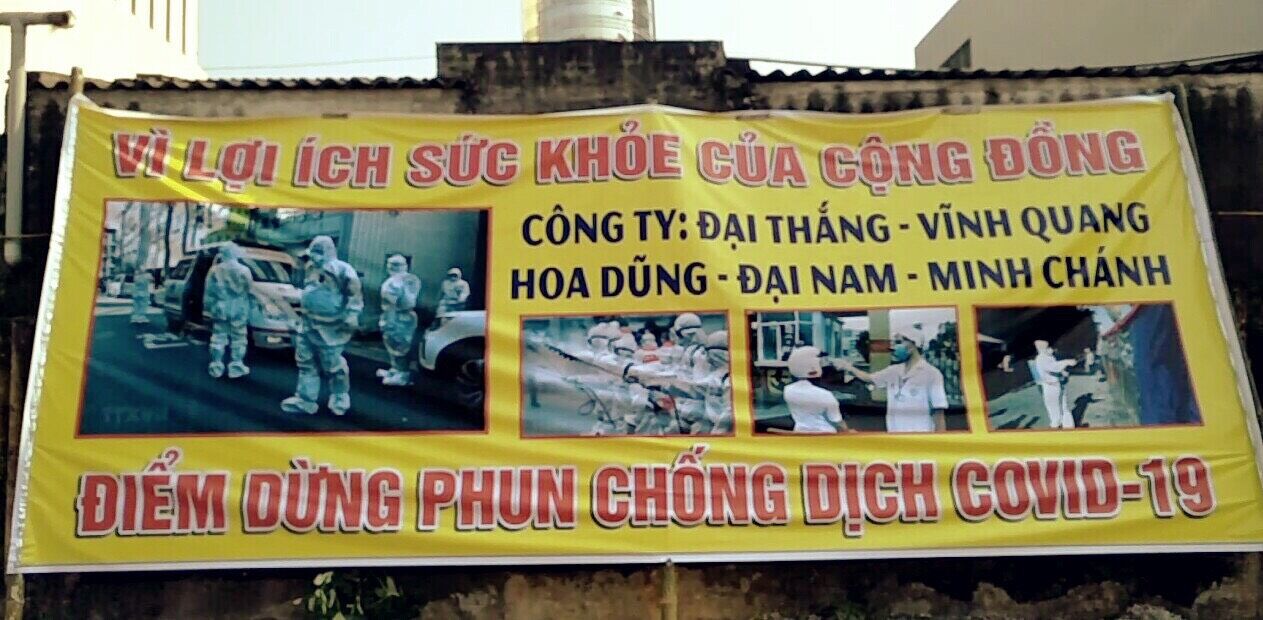 VÌ LỢI ÍCH SỨC KHỎE CỦA CỘNG ĐỒNG
CÔNG TY: ĐẠI THẮNG - VĨNH QUANG
HOA DŨNG - ĐẠI NAM - MINH CHÁNH
TTXVN
ĐIỂM DỪNG PHUN CHỐNG DỊCH COVID-19